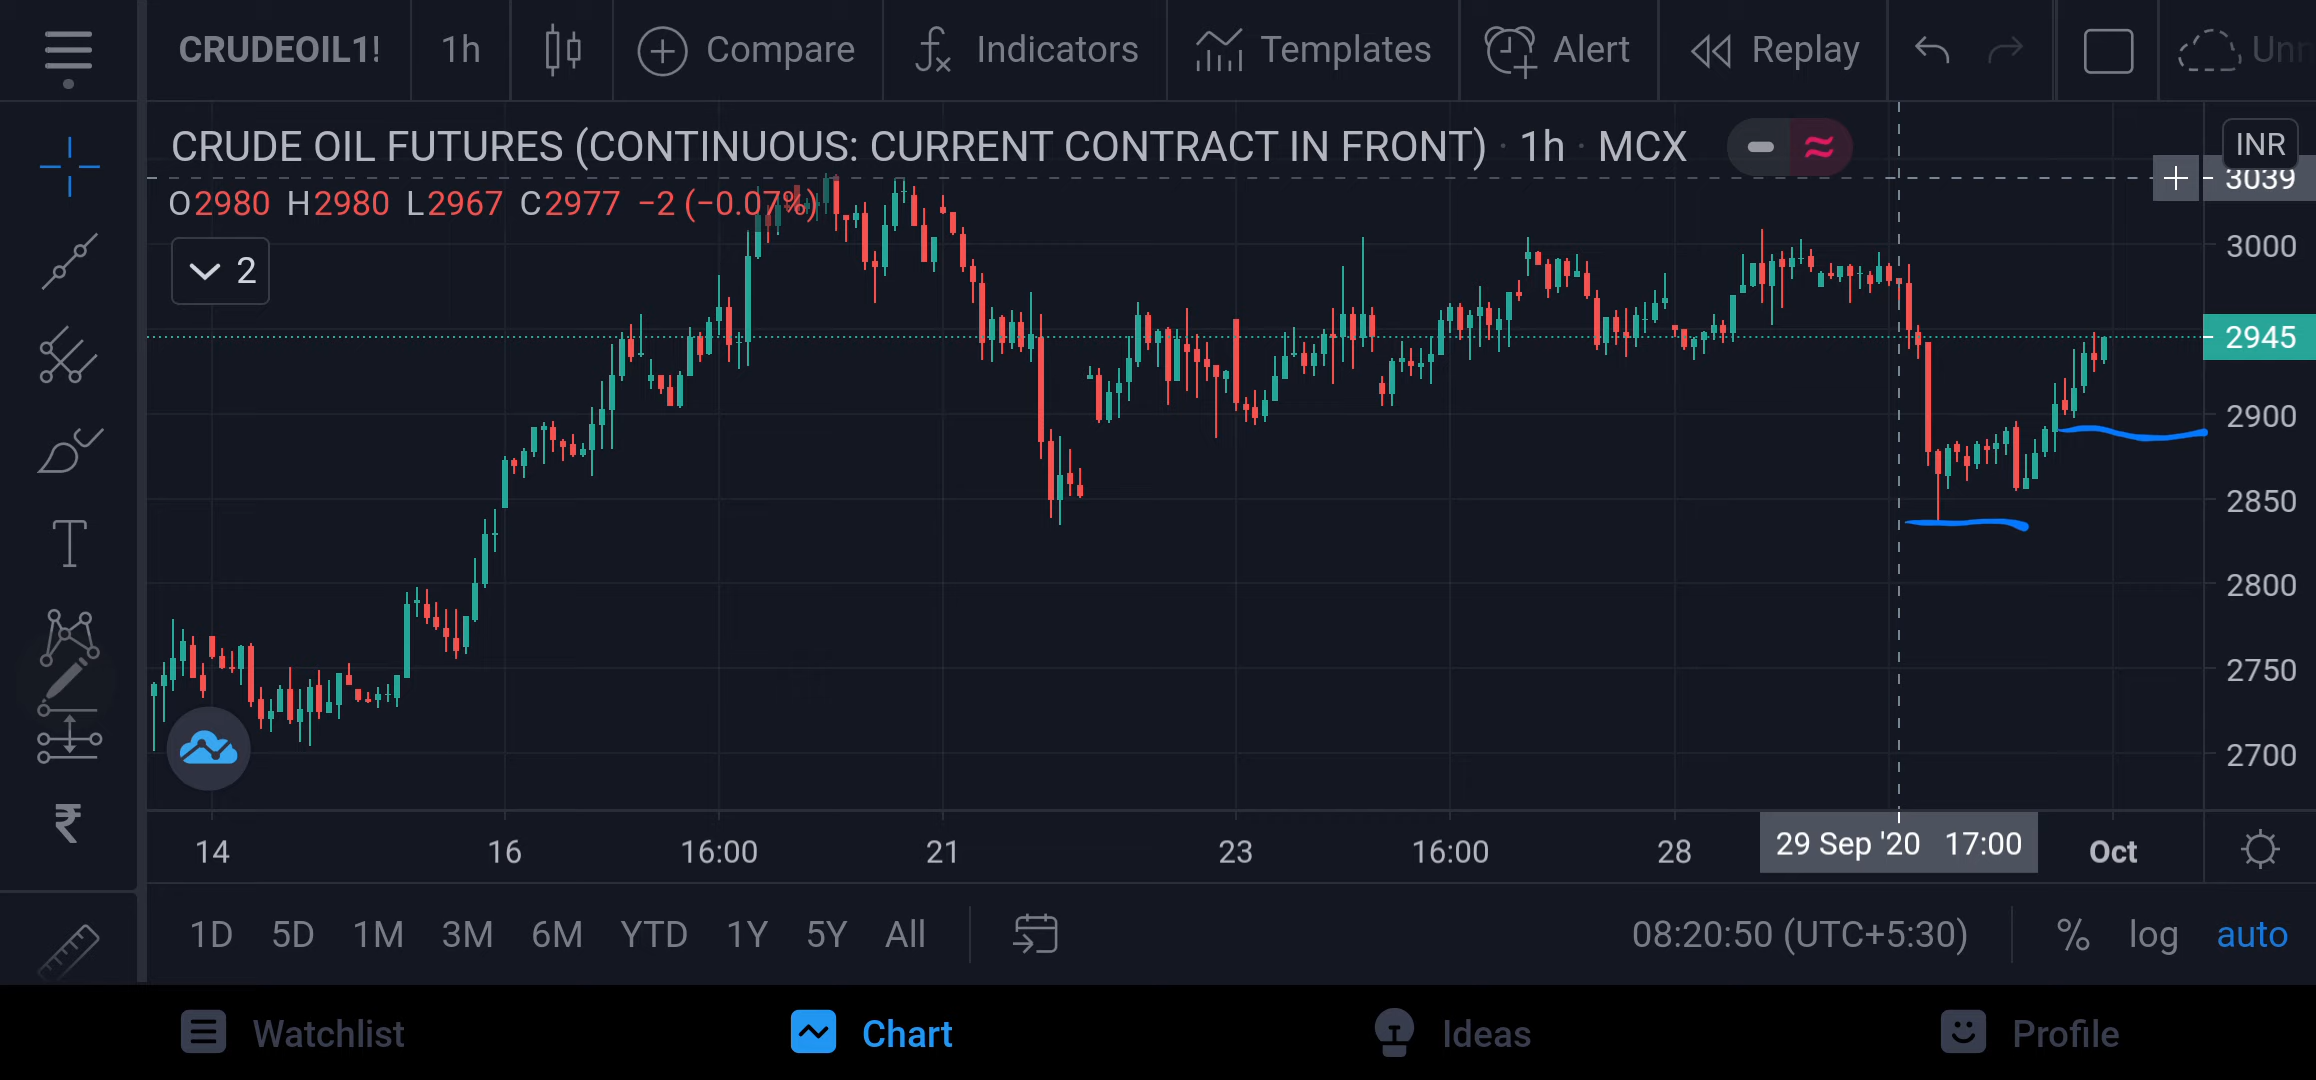 CRUDEOIL1! 1h Compare Indicators Templates Alert Replay
CRUDE OIL FUTURES (CONTINUOUS: CURRENT CONTRACT IN FRONT) · 1h · MCX
INR
3039
O2980 H2980 L2967 C2977 −2 (−0.07%)
3000
2
2945
2900
2850
2800
2750
2700
14 16 16:00 21 23 16:00 28 29 Sep '20 17:00 Oct
1D 5D 1M 3M 6M YTD 1Y 5Y All 08:20:50 (UTC+5:30) % log auto
Watchlist Chart Ideas Profile